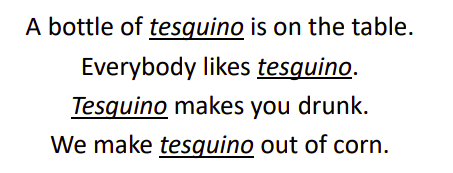 A bottle of tesguino is on the table.
Everybody likes tesguino.
Tesguino makes you drunk.
We make tesguino out of corn.